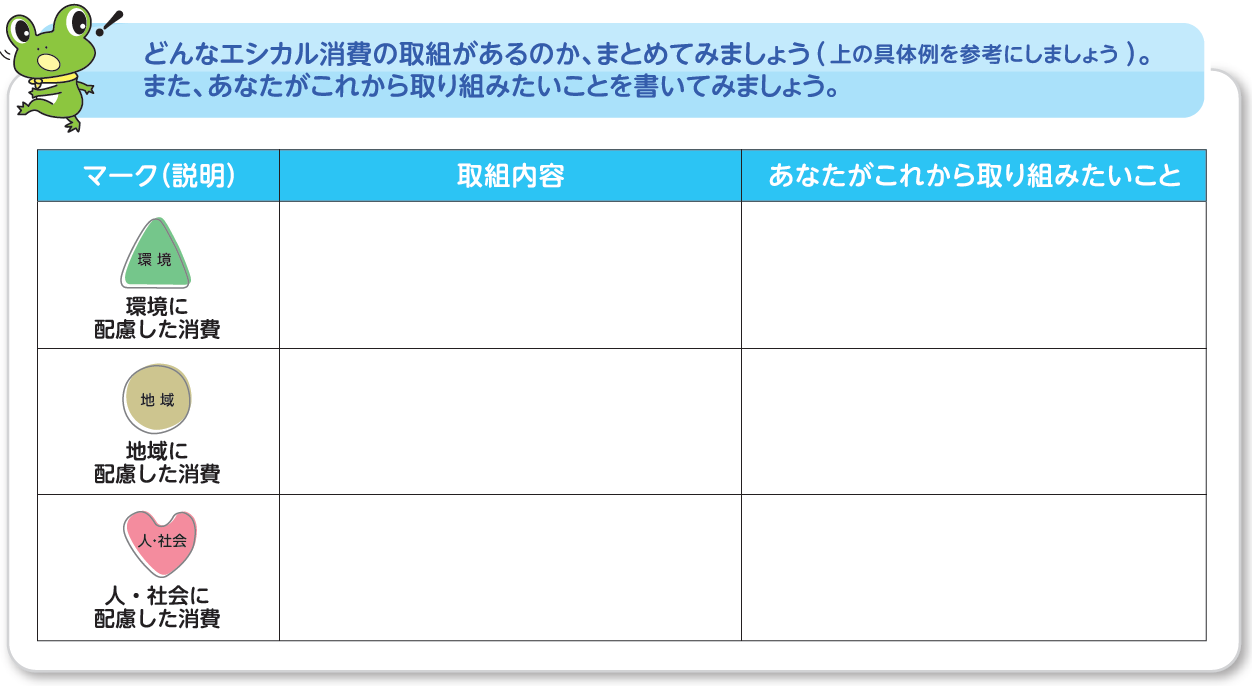 どんなエシカル消費の取組があるのか、まとめてみましょう(上の具体例を参考にしましょう)。
また、あなたがこれから取り組みたいことを書いてみましょう。
マーク(説明)
取組内容
あなたがこれから取り組みたいこと
環 境
環境に
配慮した消費
地 域
地域に
配慮した消費
人・社会
人・社会に
配慮した消費